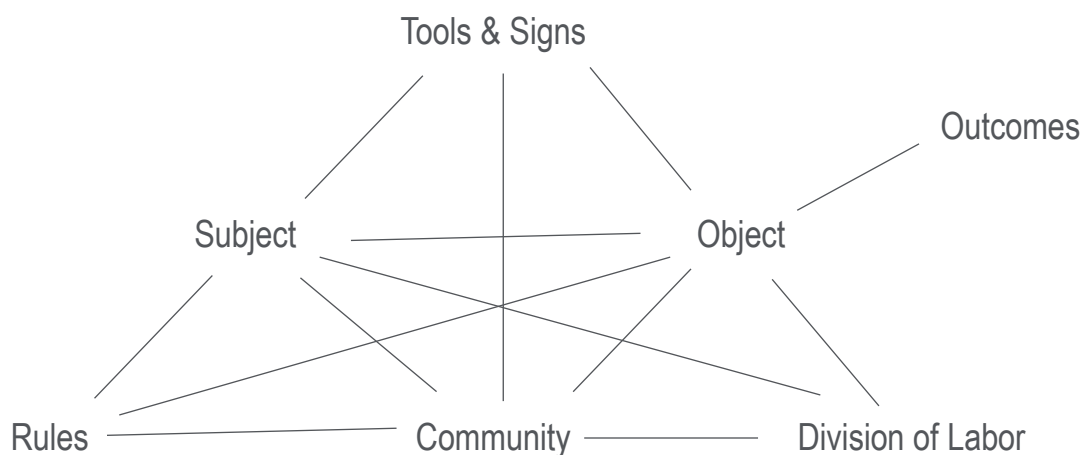 Tools & Signs
Outcomes
Subject
Object
Rules
Community
Division of Labor